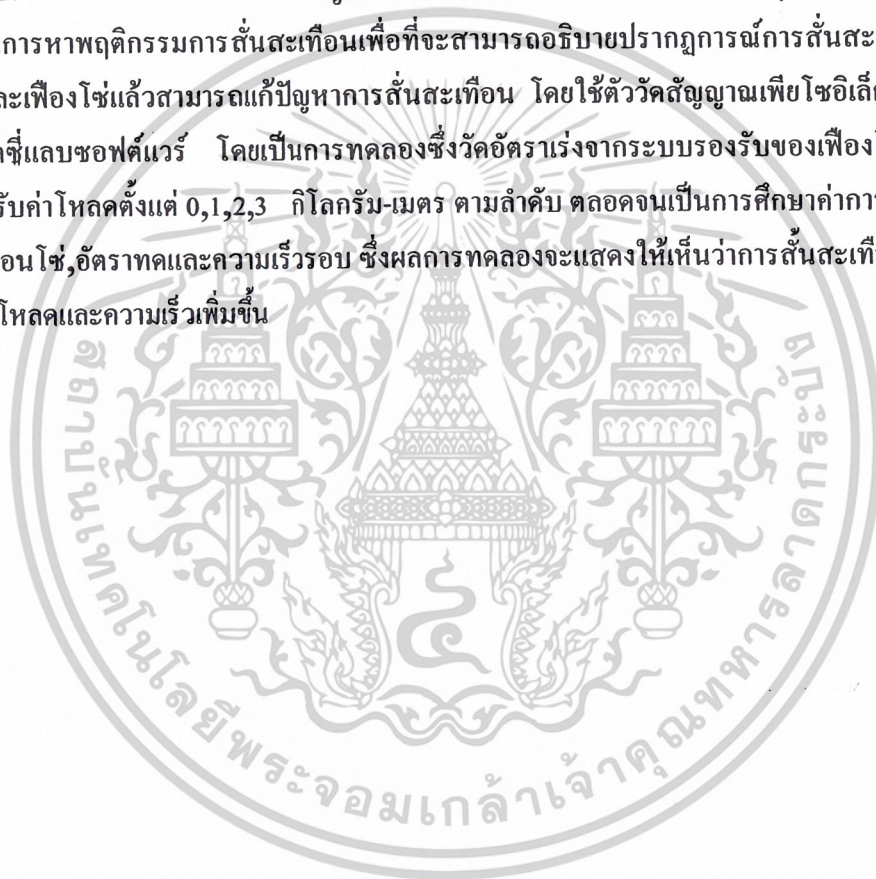 การหาพฤติกรรมการสั่นสะเทือนเพื่อที่จะสามารถอธิบายปรากฏการณ์การสั่นสะ
ละเฟืองโซ่แล้วสามารถแก้ปัญหาการสั่นสะเทือน โดยใช้ตัววัดสัญญาณเพียโซอิเล็
ซี่แลบซอฟต์แวร์ โดยเป็นการทดลองซึ่งวัดอัตราเร่งจากระบบรองรับของเฟือง
รับค่าโหลดตั้งแต่ 0,1,2,3 กิโลกรัม-เมตร ตามลำดับ ตลอดจนเป็นการศึกษาค่าการ
อนโซ่,อัตราทดและความเร็วรอบ ซึ่งผลการทดลองจะแสดงให้เห็นว่าการสั้นสะเทื
โหลดและความเร็วเพิ่มขึ้น
สถาบันเทคโนโลยีพระจอมเกล้าเจ้าคุณทหารลาดกระบัง